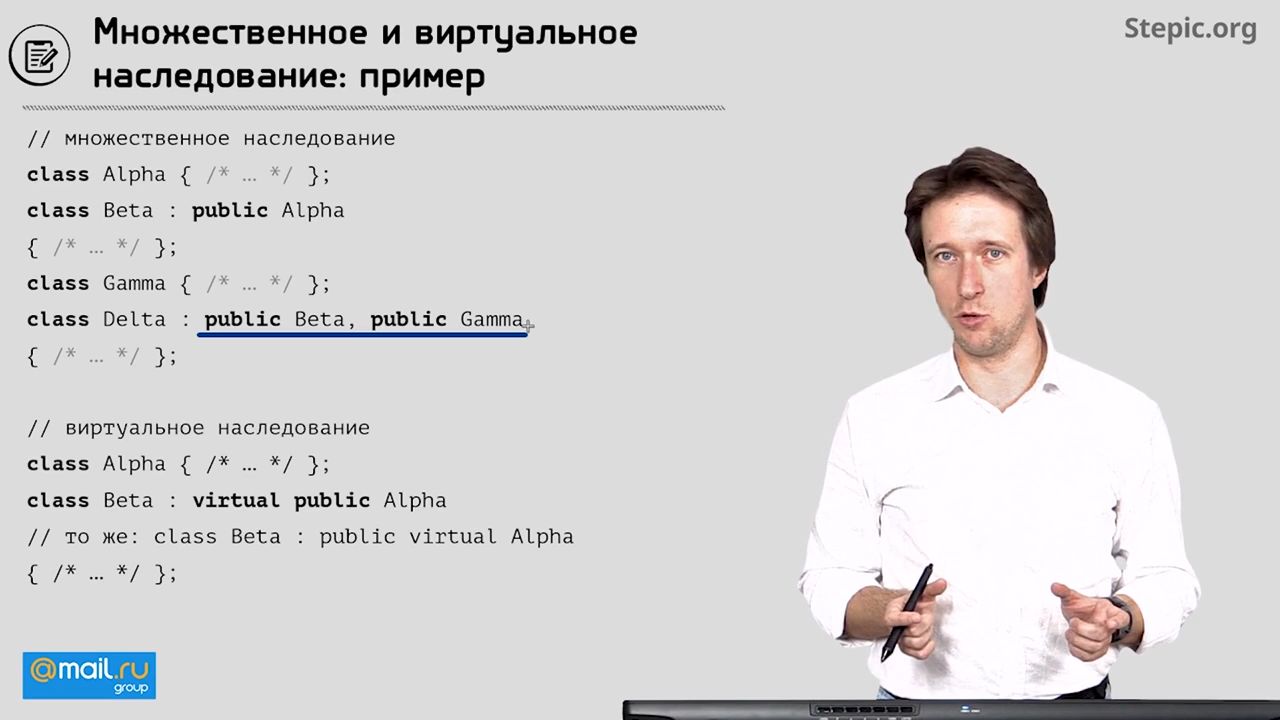 Множественное и виртуальное
наследование: пример
Stepic.org
// множественное наследование
class Alpha { /* … */ };
class Beta : public Alpha
{ /* … */ };
class Gamma { /* … */ };
class Delta : public Beta, public Gamma
{ /* … */ };
// виртуальное наследование
class Alpha { /* … */ };
class Beta : virtual public Alpha
// то же: class Beta : public virtual Alpha
{ /* … */ };
@mail.ru
group